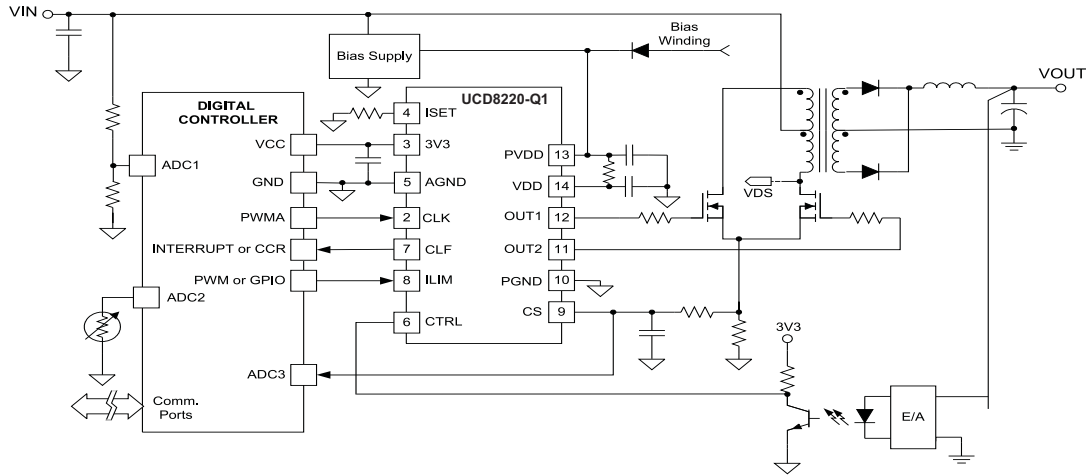 VIN
Bias Supply
Bias
Winding
VOUT
DIGITAL
CONTROLLER
UCD8220-Q1
4 ISET
VCC
3 3V3
PVDD 13
ADC1
GND
5 AGND
VDD 14
VDS
PWMA
2 CLK
OUT1 12
INTERRUPT or CCR
7 CLF
OUT2 11
PWM or GPIO
8 ILIM
PGND 10
ADC2
6 CTRL
CS 9
3V3
ADC3
Comm.
Ports
E/A